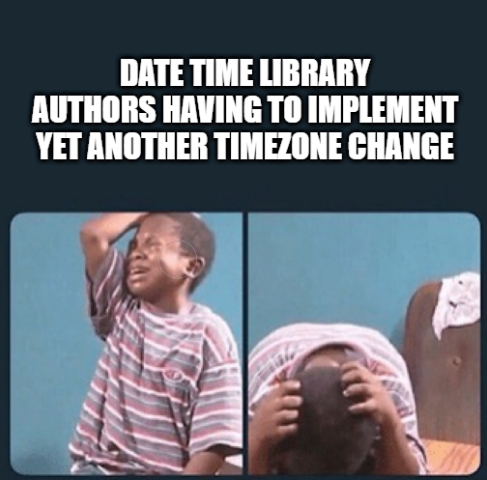 DATE TIME LIBRARY
AUTHORS HAVING TO IMPLEMENT
YET ANOTHER TIMEZONE CHANGE